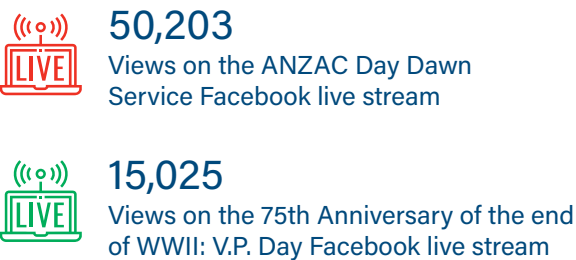 LIVE
50,203
Views on the ANZAC Day Dawn
Service Facebook live stream
LIVE
15,025
Views on the 75th Anniversary of the end
of WWII: V.P. Day Facebook live stream